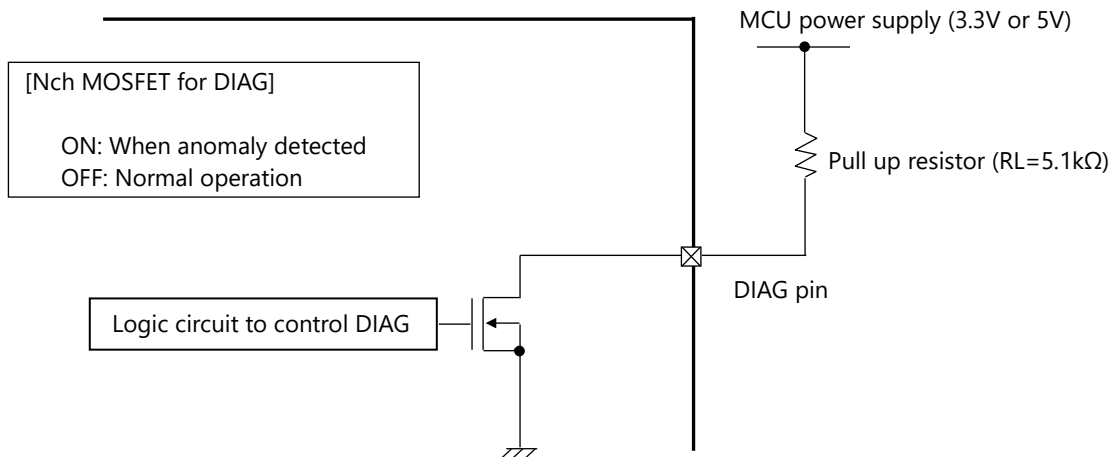 MCU power supply (3.3V or 5V)
[Nch MOSFET for DIAG]
ON: When anomaly detected
OFF: Normal operation
Pull up resistor (RL=5.1kΩ)
DIAG pin
Logic circuit to control DIAG